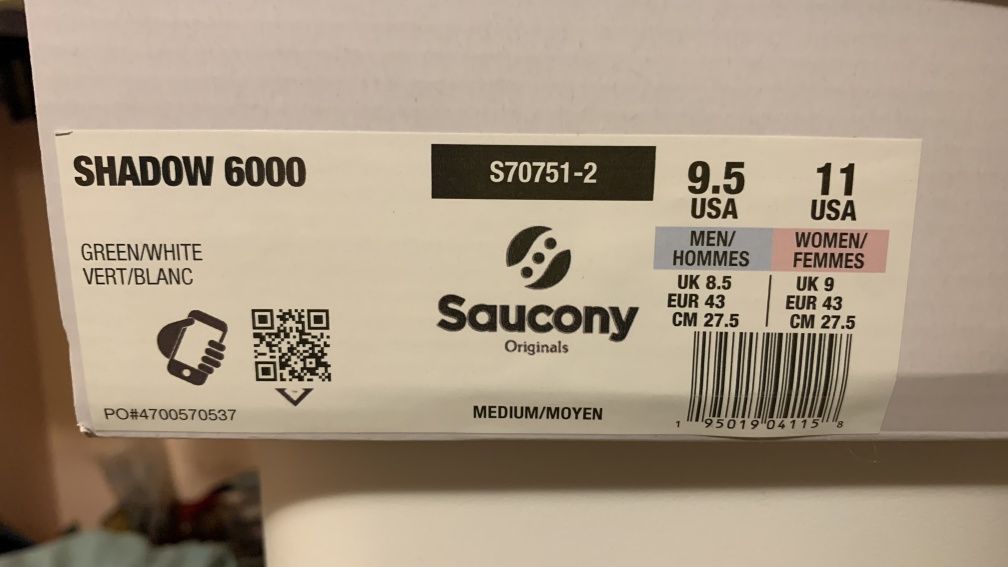 SHADOW 6000
S70751-2
9.5
USA
11
USA
MEN/
HOMMES
WOMEN/
FEMMES
GREEN/WHITE
VERT/BLANC
UK 8.5
EUR 43
CM 27.5
UK 9
EUR 43
CM 27.5
Saucony
Originals
PO#4700570537
MEDIUM/MOYEN
1 95019 04115 8